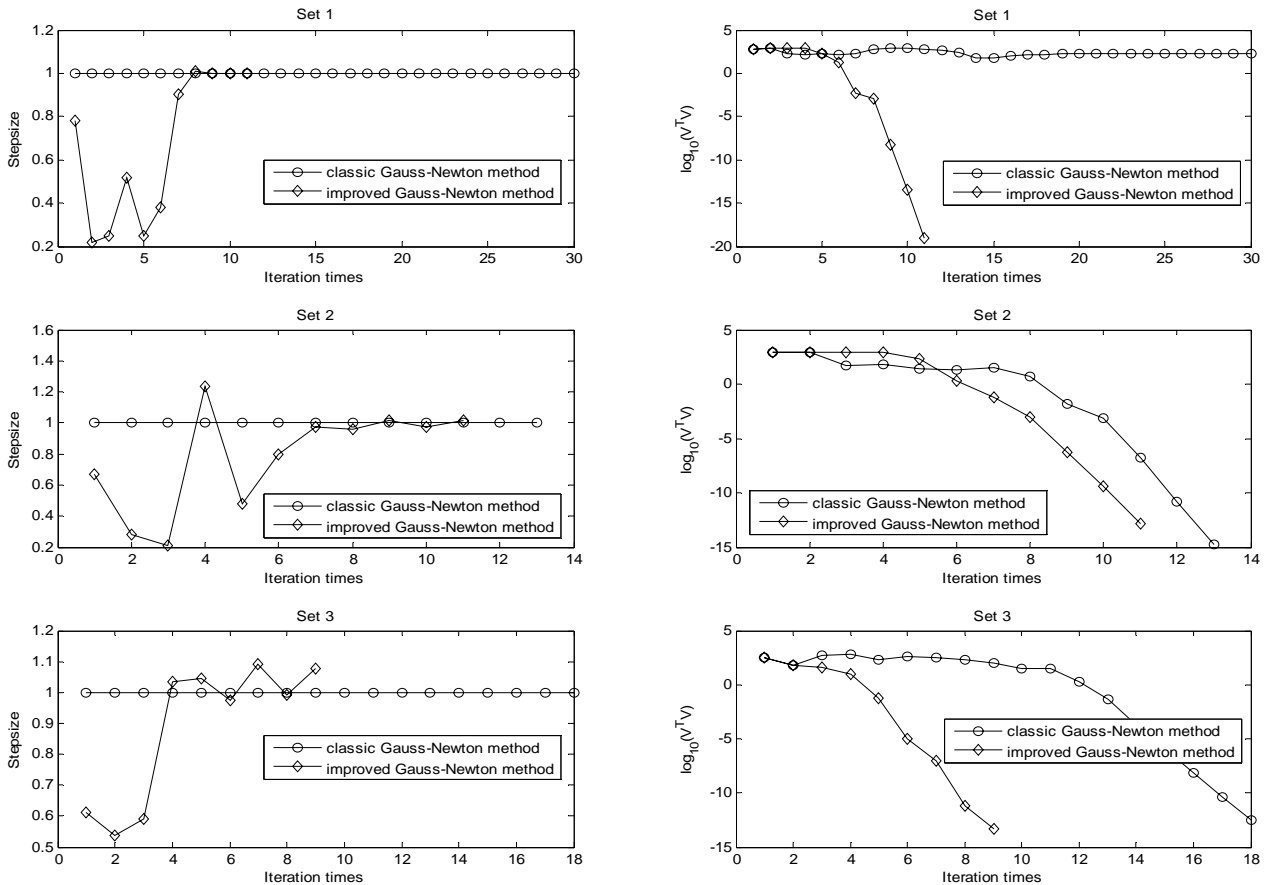 Set 1
1.2
1
0.8
0.6
0.4
0.2
0 5 10 15 20 25 30
Stepsize
Iteration times
classic Gauss-Newton method
improved Gauss-Newton method
Set 1
5
0
-5
-10
-15
-20
0 5 10 15 20 25 30
log10(VTV)
Iteration times
classic Gauss-Newton method
improved Gauss-Newton method
Set 2
1.6
1.4
1.2
1
0.8
0.6
0.4
0.2
0 2 4 6 8 10 12 14
Stepsize
Iteration times
classic Gauss-Newton method
improved Gauss-Newton method
Set 2
5
0
-5
-10
-15
0 2 4 6 8 10 12 14
log10(VTV)
Iteration times
classic Gauss-Newton method
improved Gauss-Newton method
Set 3
1.2
1.1
1
0.9
0.8
0.7
0.6
0.5
0 2 4 6 8 10 12 14 16 18
Stepsize
Iteration times
classic Gauss-Newton method
improved Gauss-Newton method
Set 3
5
0
-5
-10
-15
0 2 4 6 8 10 12 14 16 18
log10(VTV)
Iteration times
classic Gauss-Newton method
improved Gauss-Newton method